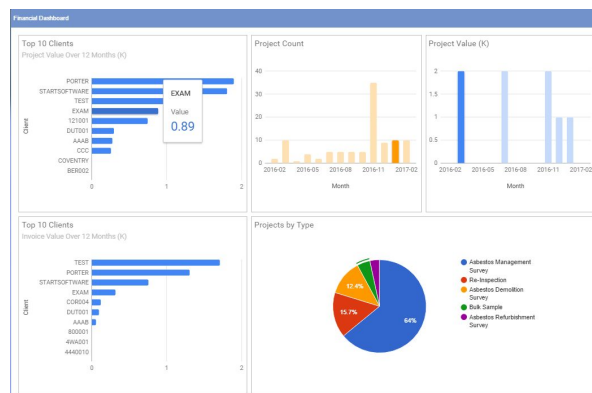 Financial Dashboard
Top 10 Clients
Project Value Over 12 Months (K)
Client
PORTER
STARTSOFTWARE
TEST
EXAM
121001
DUT001
AAAB
CCC
COVENTRY
BER002
0 1 2
EXAM
Value
0.89
Project Count
40
30
20
10
0
2016-02 2016-05 2016-08 2016-11 2017-02
Month
Project Value (K)
2
1.5
1
0.5
0
2016-02 2016-05 2016-08 2016-11 2017-02
Month
Top 10 Clients
Invoice Value Over 12 Months (K)
Client
TEST
PORTER
STARTSOFTWARE
EXAM
COR004
DUT001
AAAB
800001
4WA001
4440010
0 1 2
Projects by Type
12.4%
15.7%
64%
Asbestos Management
Survey
Re-Inspection
Asbestos Demolition
Survey
Bulk Sample
Asbestos Refurbishment
Survey